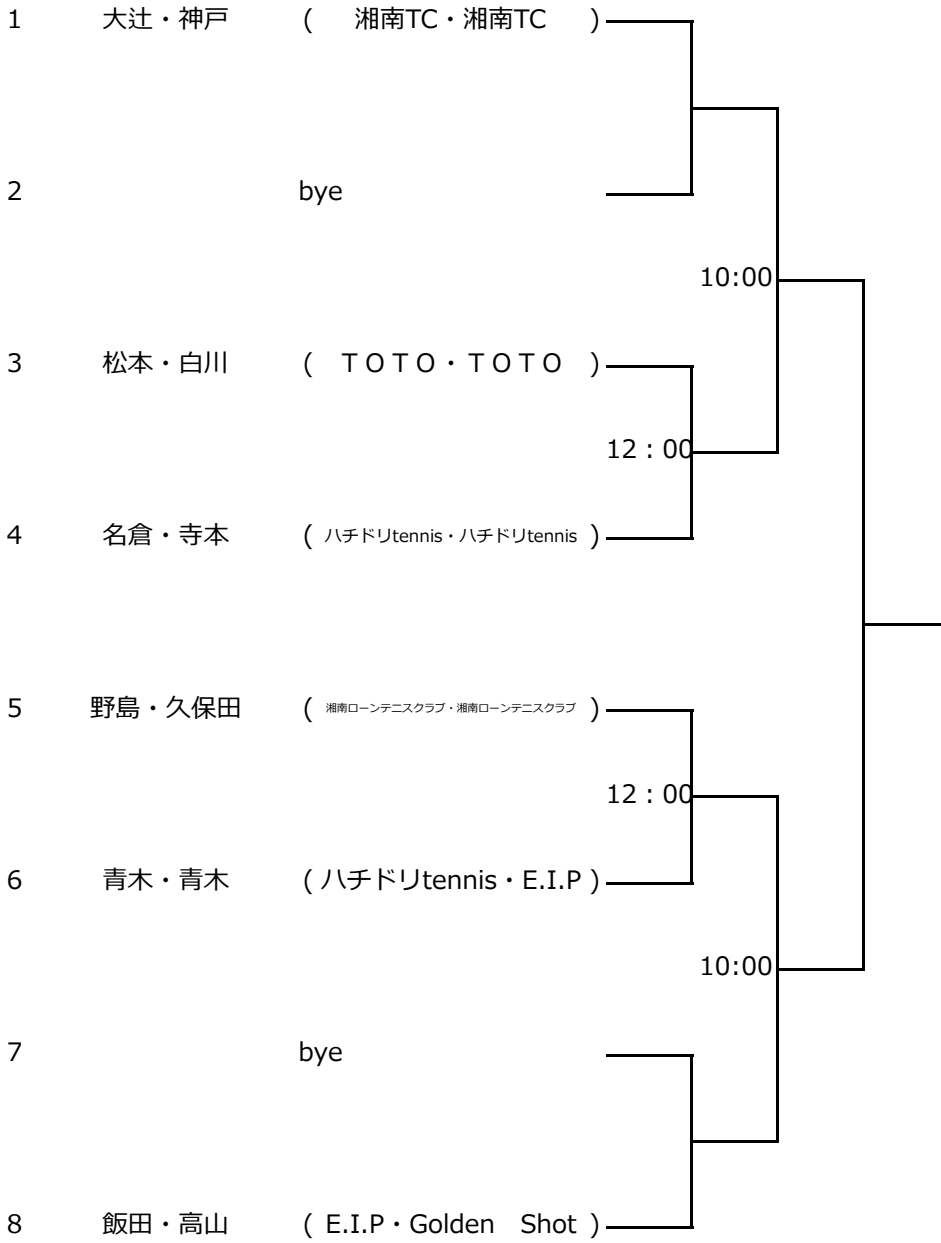 1 大辻・神戸 ( 湘南TC・湘南TC )
2 bye
10:00
3 松本・白川 ( ＴＯＴＯ・ＴＯＴＯ )
12：00
4 名倉・寺本 ( ハチドリtennis・ハチドリtennis )
5 野島・久保田 ( 湘南ローンテニスクラブ・湘南ローンテニスクラブ )
12：00
6 青木・青木 ( ハチドリtennis・E.I.P )
10:00
7 bye
8 飯田・高山 ( E.I.P・Golden　Shot )